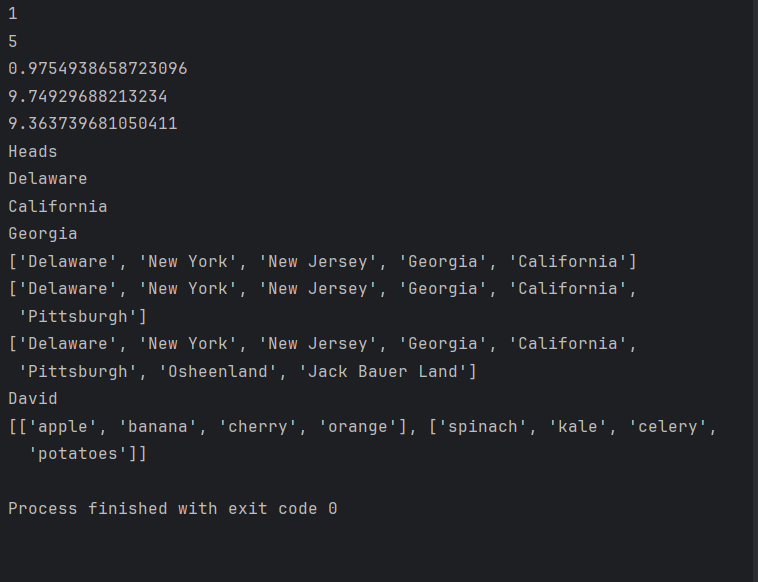 1
5
0.9754938658723096
9.74929688213234
9.363739681050411
Heads
Delaware
California
Georgia
['Delaware', 'New York', 'New Jersey', 'Georgia', 'California']
['Delaware', 'New York', 'New Jersey', 'Georgia', 'California',
 'Pittsburgh']
['Delaware', 'New York', 'New Jersey', 'Georgia', 'California',
 'Pittsburgh', 'Osheenland', 'Jack Bauer Land']
David
[['apple', 'banana', 'cherry', 'orange'], ['spinach', 'kale', 'celery',
  'potatoes']]
Process finished with exit code 0